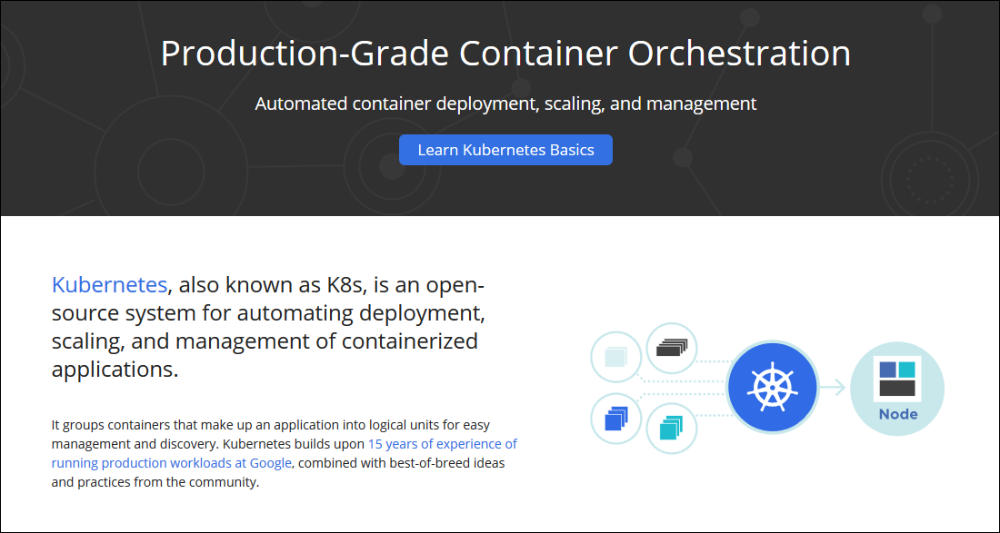 Production-Grade Container Orchestration
Automated container deployment, scaling, and management
Learn Kubernetes Basics
Kubernetes, also known as K8s, is an open-
source system for automating deployment,
scaling, and management of containerized
applications.
It groups containers that make up an application into logical units for easy
management and discovery. Kubernetes builds upon 15 years of experience of
running production workloads at Google, combined with best-of-breed ideas
and practices from the community.
Node